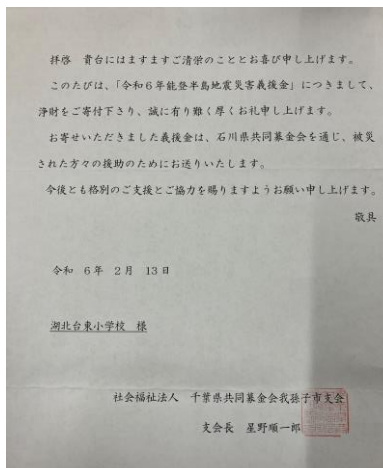 拝啓　貴台にはますますご清栄のこととお喜び申し上げます。
このたびは、「令和６年能登半島地震災害義援金」につきまして、
浄財をご寄付下さり、誠に有り難く厚くお礼申し上げます。
お寄せいただきました義援金は、石川県共同募金会を通じ、被災
された方々の援助のためにお送りいたします。
今後とも格別のご支援とご協力を賜りますようお願い申し上げます。
敬具
令和　６年　２月　１３日
湖北台東小学校　様
社会福祉法人　千葉県共同募金会我孫子市支会
支会長　星野順一郎